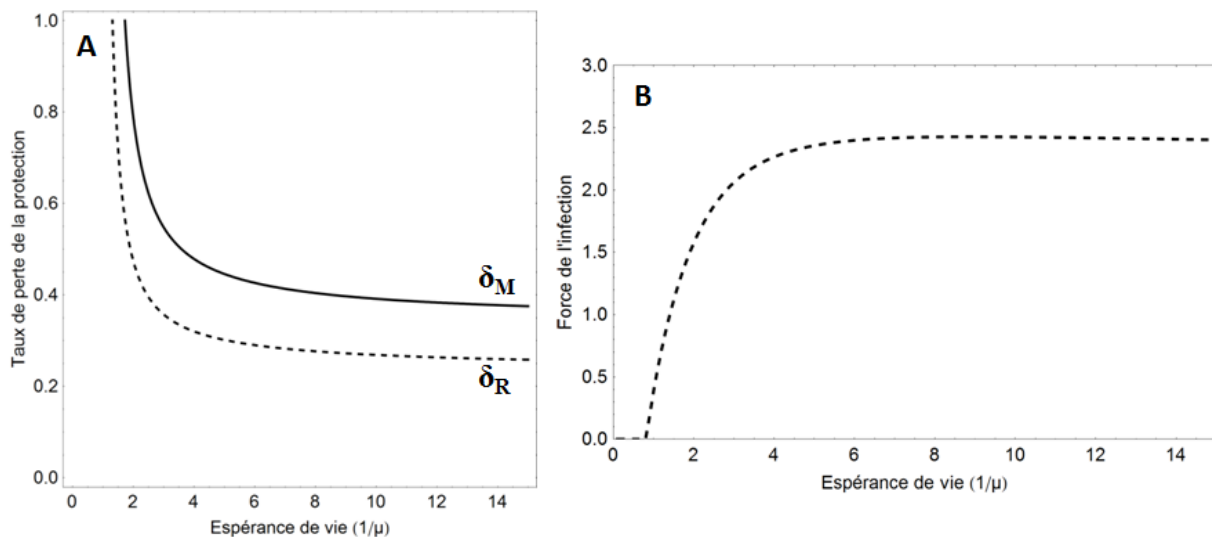 A
1.0
0.8
0.6
0.4
0.2
0.0
Taux de perte de la protection
δM
δR
0 2 4 6 8 10 12 14
Espérance de vie (1/μ)
B
3.0
2.5
2.0
1.5
1.0
0.5
0.0
Force de l'infection
0 2 4 6 8 10 12 14
Espérance de vie (1/μ)